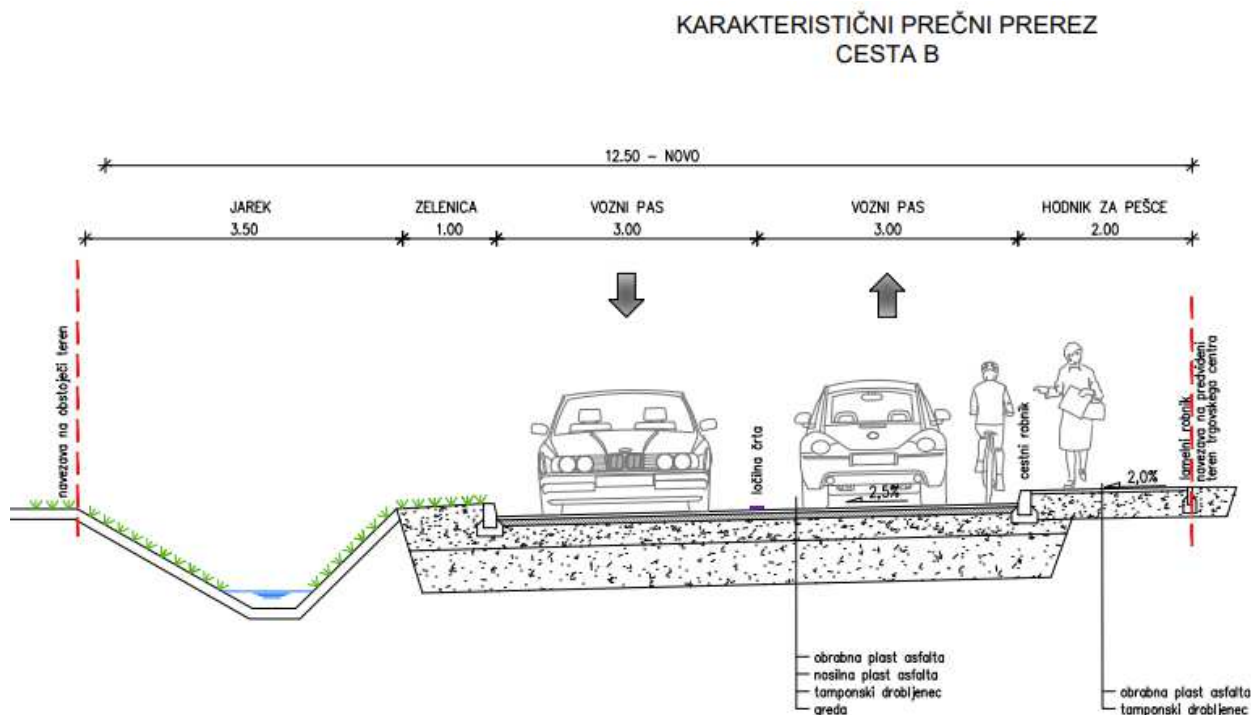 KARAKTERISTIČNI PREČNI PREREZ
CESTA B
12.50 - NOVO
JAREK
3.50
ZELENICA
1.00
VOZNI PAS
3.00
VOZNI PAS
3.00
HODNIK ZA PEŠCE
2.00
navezava na obstoječi teren
ločilna črta
2,5%
cestni robnik
2,0%
lamelni robnik
navezava na predvideni
teren trgovskega centra
obrabna plast asfalta
nosilna plast asfalta
tamponski drobljenec
greda
obrabna plast asfalta
tamponski drobljenec